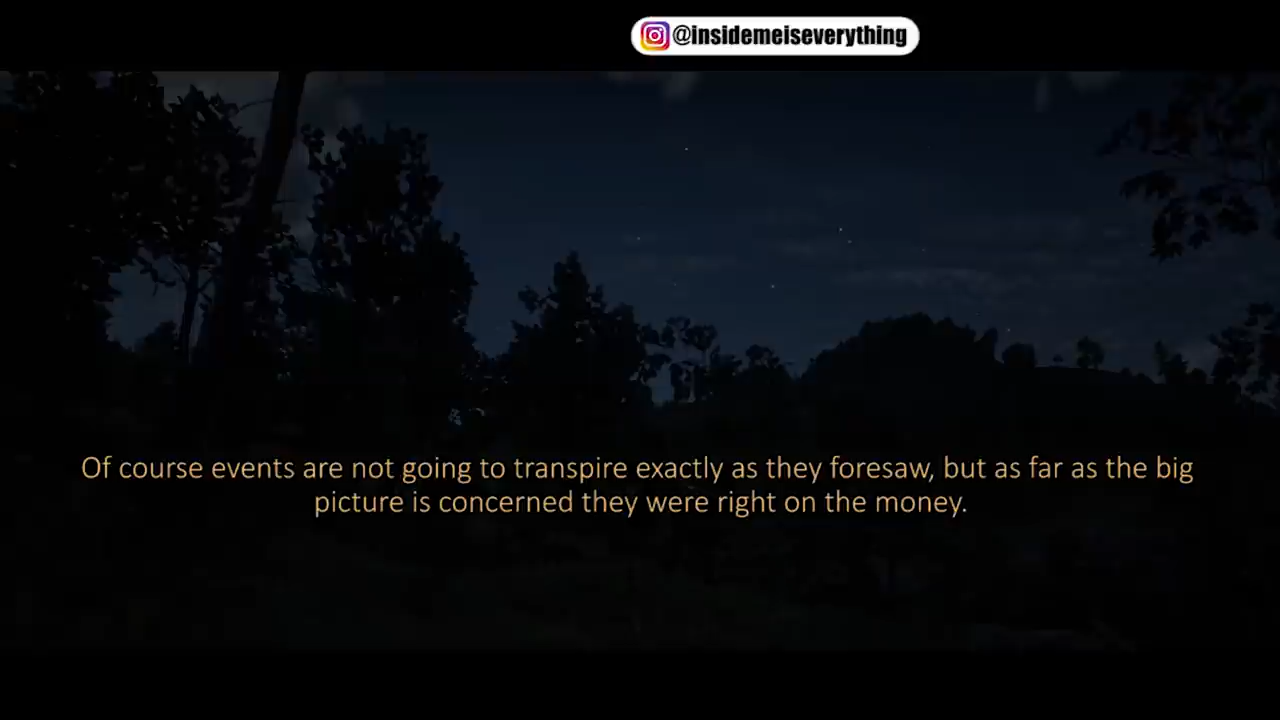 @insidemeiseverything
Of course events are not going to transpire exactly as they foresaw, but as far as the big
picture is concerned they were right on the money.